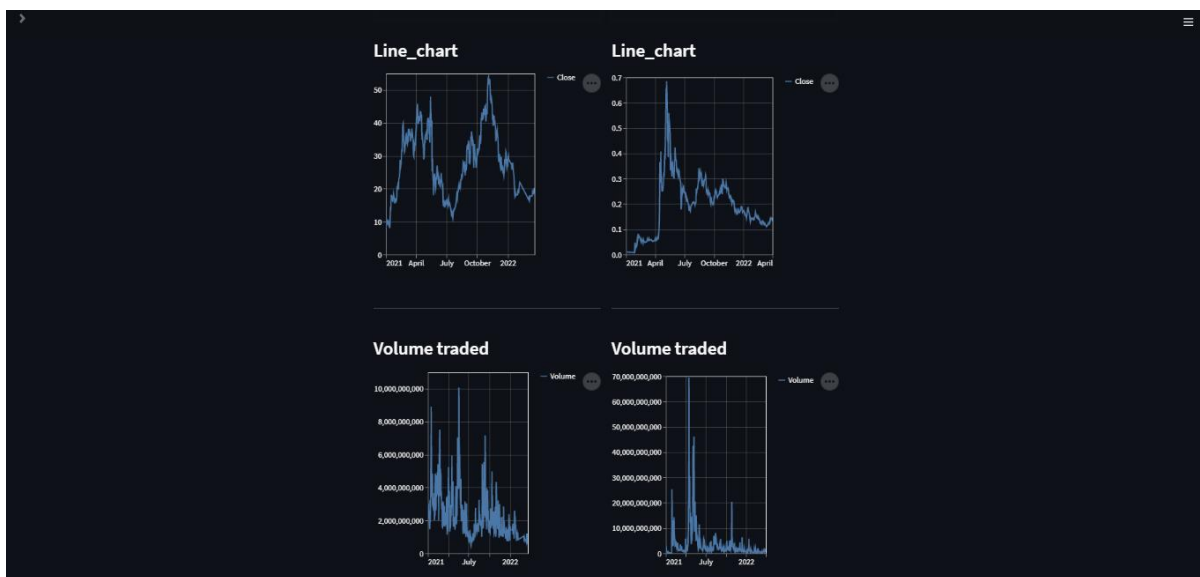 Line_chart
Close
50
40
30
20
10
0
2021 April July October 2022
Line_chart
Close
0.7
0.6
0.5
0.4
0.3
0.2
0.1
0.0
2021 April July October 2022 April
Volume traded
Volume
10,000,000,000
8,000,000,000
6,000,000,000
4,000,000,000
2,000,000,000
0
2021 July 2022
Volume traded
Volume
70,000,000,000
60,000,000,000
50,000,000,000
40,000,000,000
30,000,000,000
20,000,000,000
10,000,000,000
0
2021 July 2022